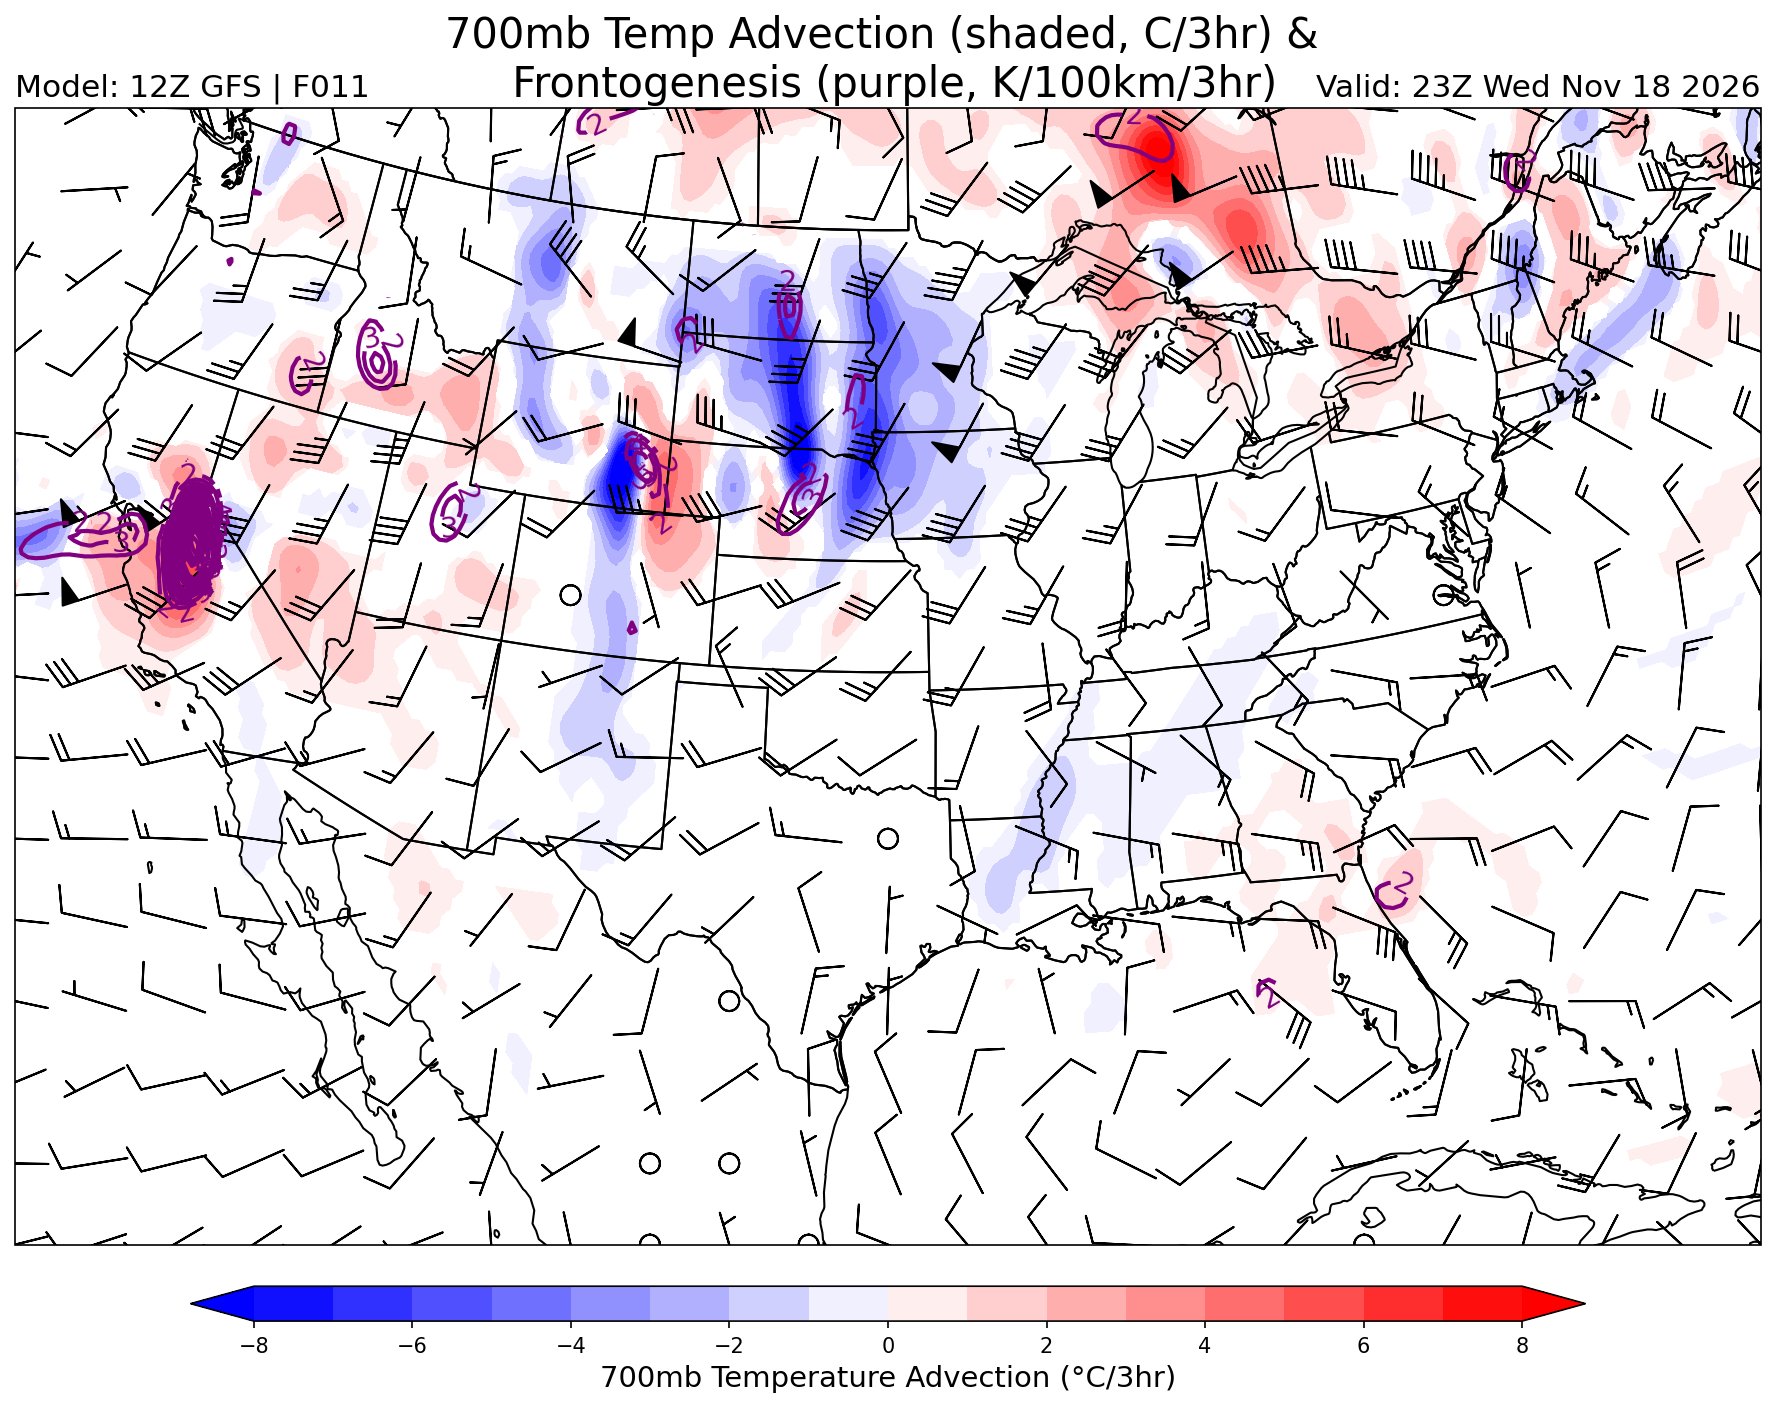 700mb Temp Advection (shaded, C/3hr) &
Model: 12Z GFS | F011
Frontogenesis (purple, K/100km/3hr)
Valid: 23Z Wed Nov 18 2026
−8 −6 −4 −2 0 2 4 6 8
700mb Temperature Advection (°C/3hr)